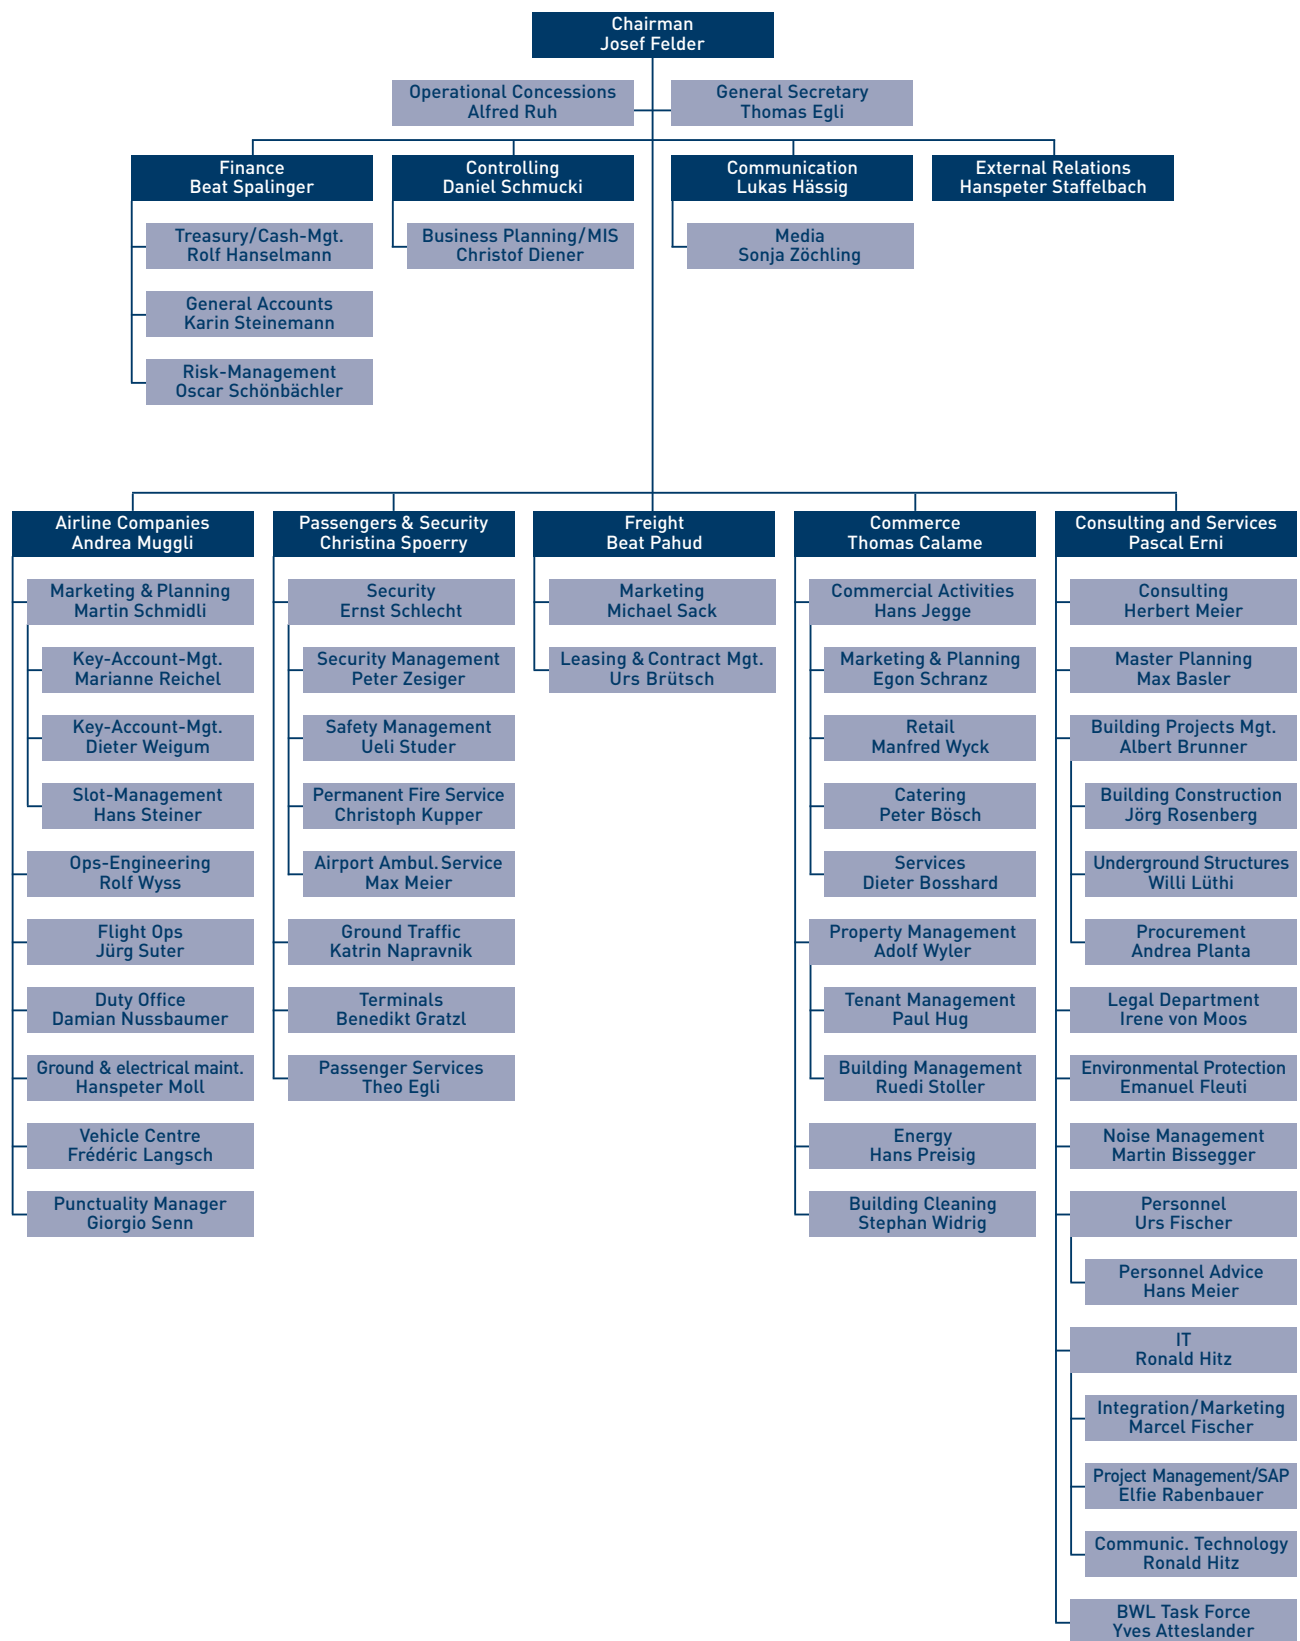 Chairman
Josef Felder
Operational Concessions
Alfred Ruh
General Secretary
Thomas Egli
Finance
Beat Spalinger
Controlling
Daniel Schmucki
Communication
Lukas Hässig
External Relations
Hanspeter Staffelbach
Treasury/Cash-Mgt.
Rolf Hanselmann
Business Planning/MIS
Christof Diener
Media
Sonja Zöchling
General Accounts
Karin Steinemann
Risk-Management
Oscar Schönbächler
Airline Companies
Andrea Muggli
Marketing & Planning
Martin Schmidli
Key-Account-Mgt.
Marianne Reichel
Key-Account-Mgt.
Dieter Weigum
Slot-Management
Hans Steiner
Ops-Engineering
Rolf Wyss
Flight Ops
Jürg Suter
Duty Office
Damian Nussbaumer
Ground & electrical maint.
Hanspeter Moll
Vehicle Centre
Frédéric Langsch
Punctuality Manager
Giorgio Senn
Passengers & Security
Christina Spoerry
Security
Ernst Schlecht
Security Management
Peter Zesiger
Safety Management
Ueli Studer
Permanent Fire Service
Christoph Kupper
Airport Ambul. Service
Max Meier
Ground Traffic
Katrin Napravnik
Terminals
Benedikt Gratzl
Passenger Services
Theo Egli
Freight
Beat Pahud
Marketing
Michael Sack
Leasing & Contract Mgt.
Urs Brütsch
Commerce
Thomas Calame
Commercial Activities
Hans Jegge
Marketing & Planning
Egon Schranz
Retail
Manfred Wyck
Catering
Peter Bösch
Services
Dieter Bosshard
Property Management
Adolf Wyler
Tenant Management
Paul Hug
Building Management
Ruedi Stoller
Energy
Hans Preisig
Building Cleaning
Stephan Widrig
Consulting and Services
Pascal Erni
Consulting
Herbert Meier
Master Planning
Max Basler
Building Projects Mgt.
Albert Brunner
Building Construction
Jörg Rosenberg
Underground Structures
Willi Lüthi
Procurement
Andrea Planta
Legal Department
Irene von Moos
Environmental Protection
Emanuel Fleuti
Noise Management
Martin Bissegger
Personnel
Urs Fischer
Personnel Advice
Hans Meier
IT
Ronald Hitz
Integration/Marketing
Marcel Fischer
Project Management/SAP
Elfie Rabenbauer
Communic. Technology
Ronald Hitz
BWL Task Force
Yves Atteslander